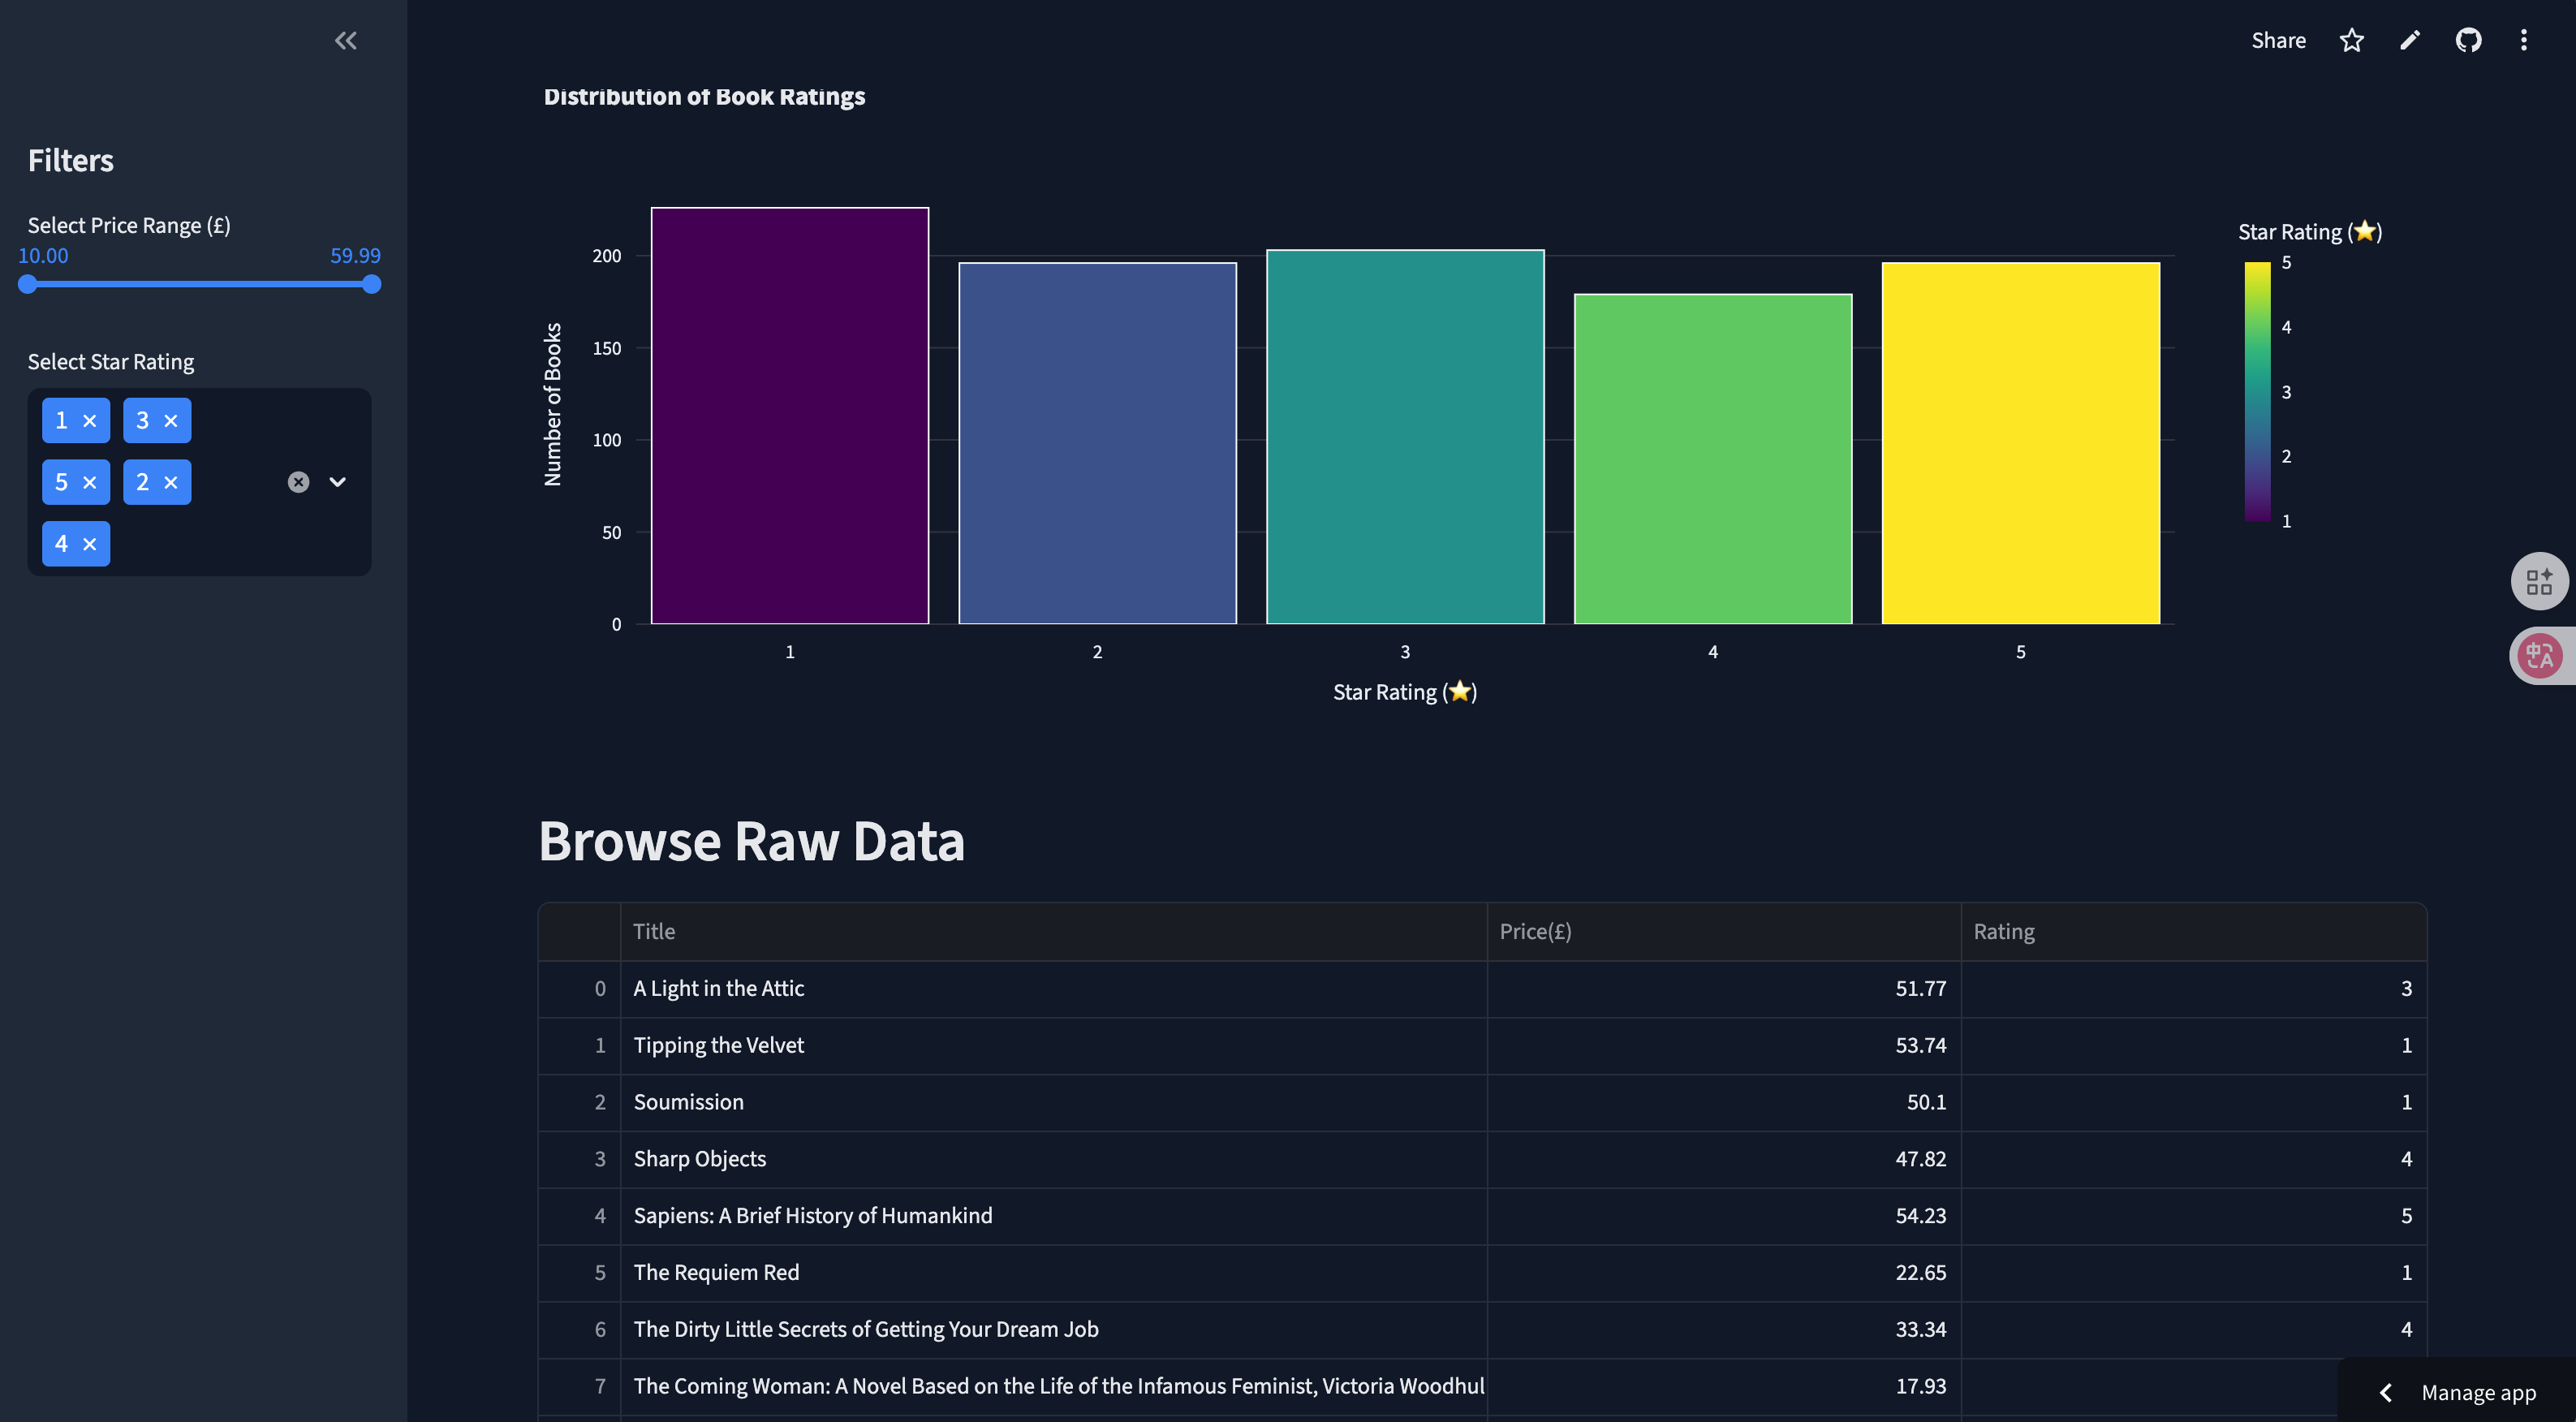 Share
Filters
Select Price Range (£)
10.00 59.99
Select Star Rating
1 3
5 2
4
Distribution of Book Ratings
Number of Books
200
150
100
50
0
1 2 3 4 5
Star Rating (⭐)
Star Rating (⭐)
5
4
3
2
1
中A
Browse Raw Data
Title Price(£) Rating
0 A Light in the Attic 51.77 3
1 Tipping the Velvet 53.74 1
2 Soumission 50.1 1
3 Sharp Objects 47.82 4
4 Sapiens: A Brief History of Humankind 54.23 5
5 The Requiem Red 22.65 1
6 The Dirty Little Secrets of Getting Your Dream Job 33.34 4
7 The Coming Woman: A Novel Based on the Life of the Infamous Feminist, Victoria Woodhul 17.93
Manage app